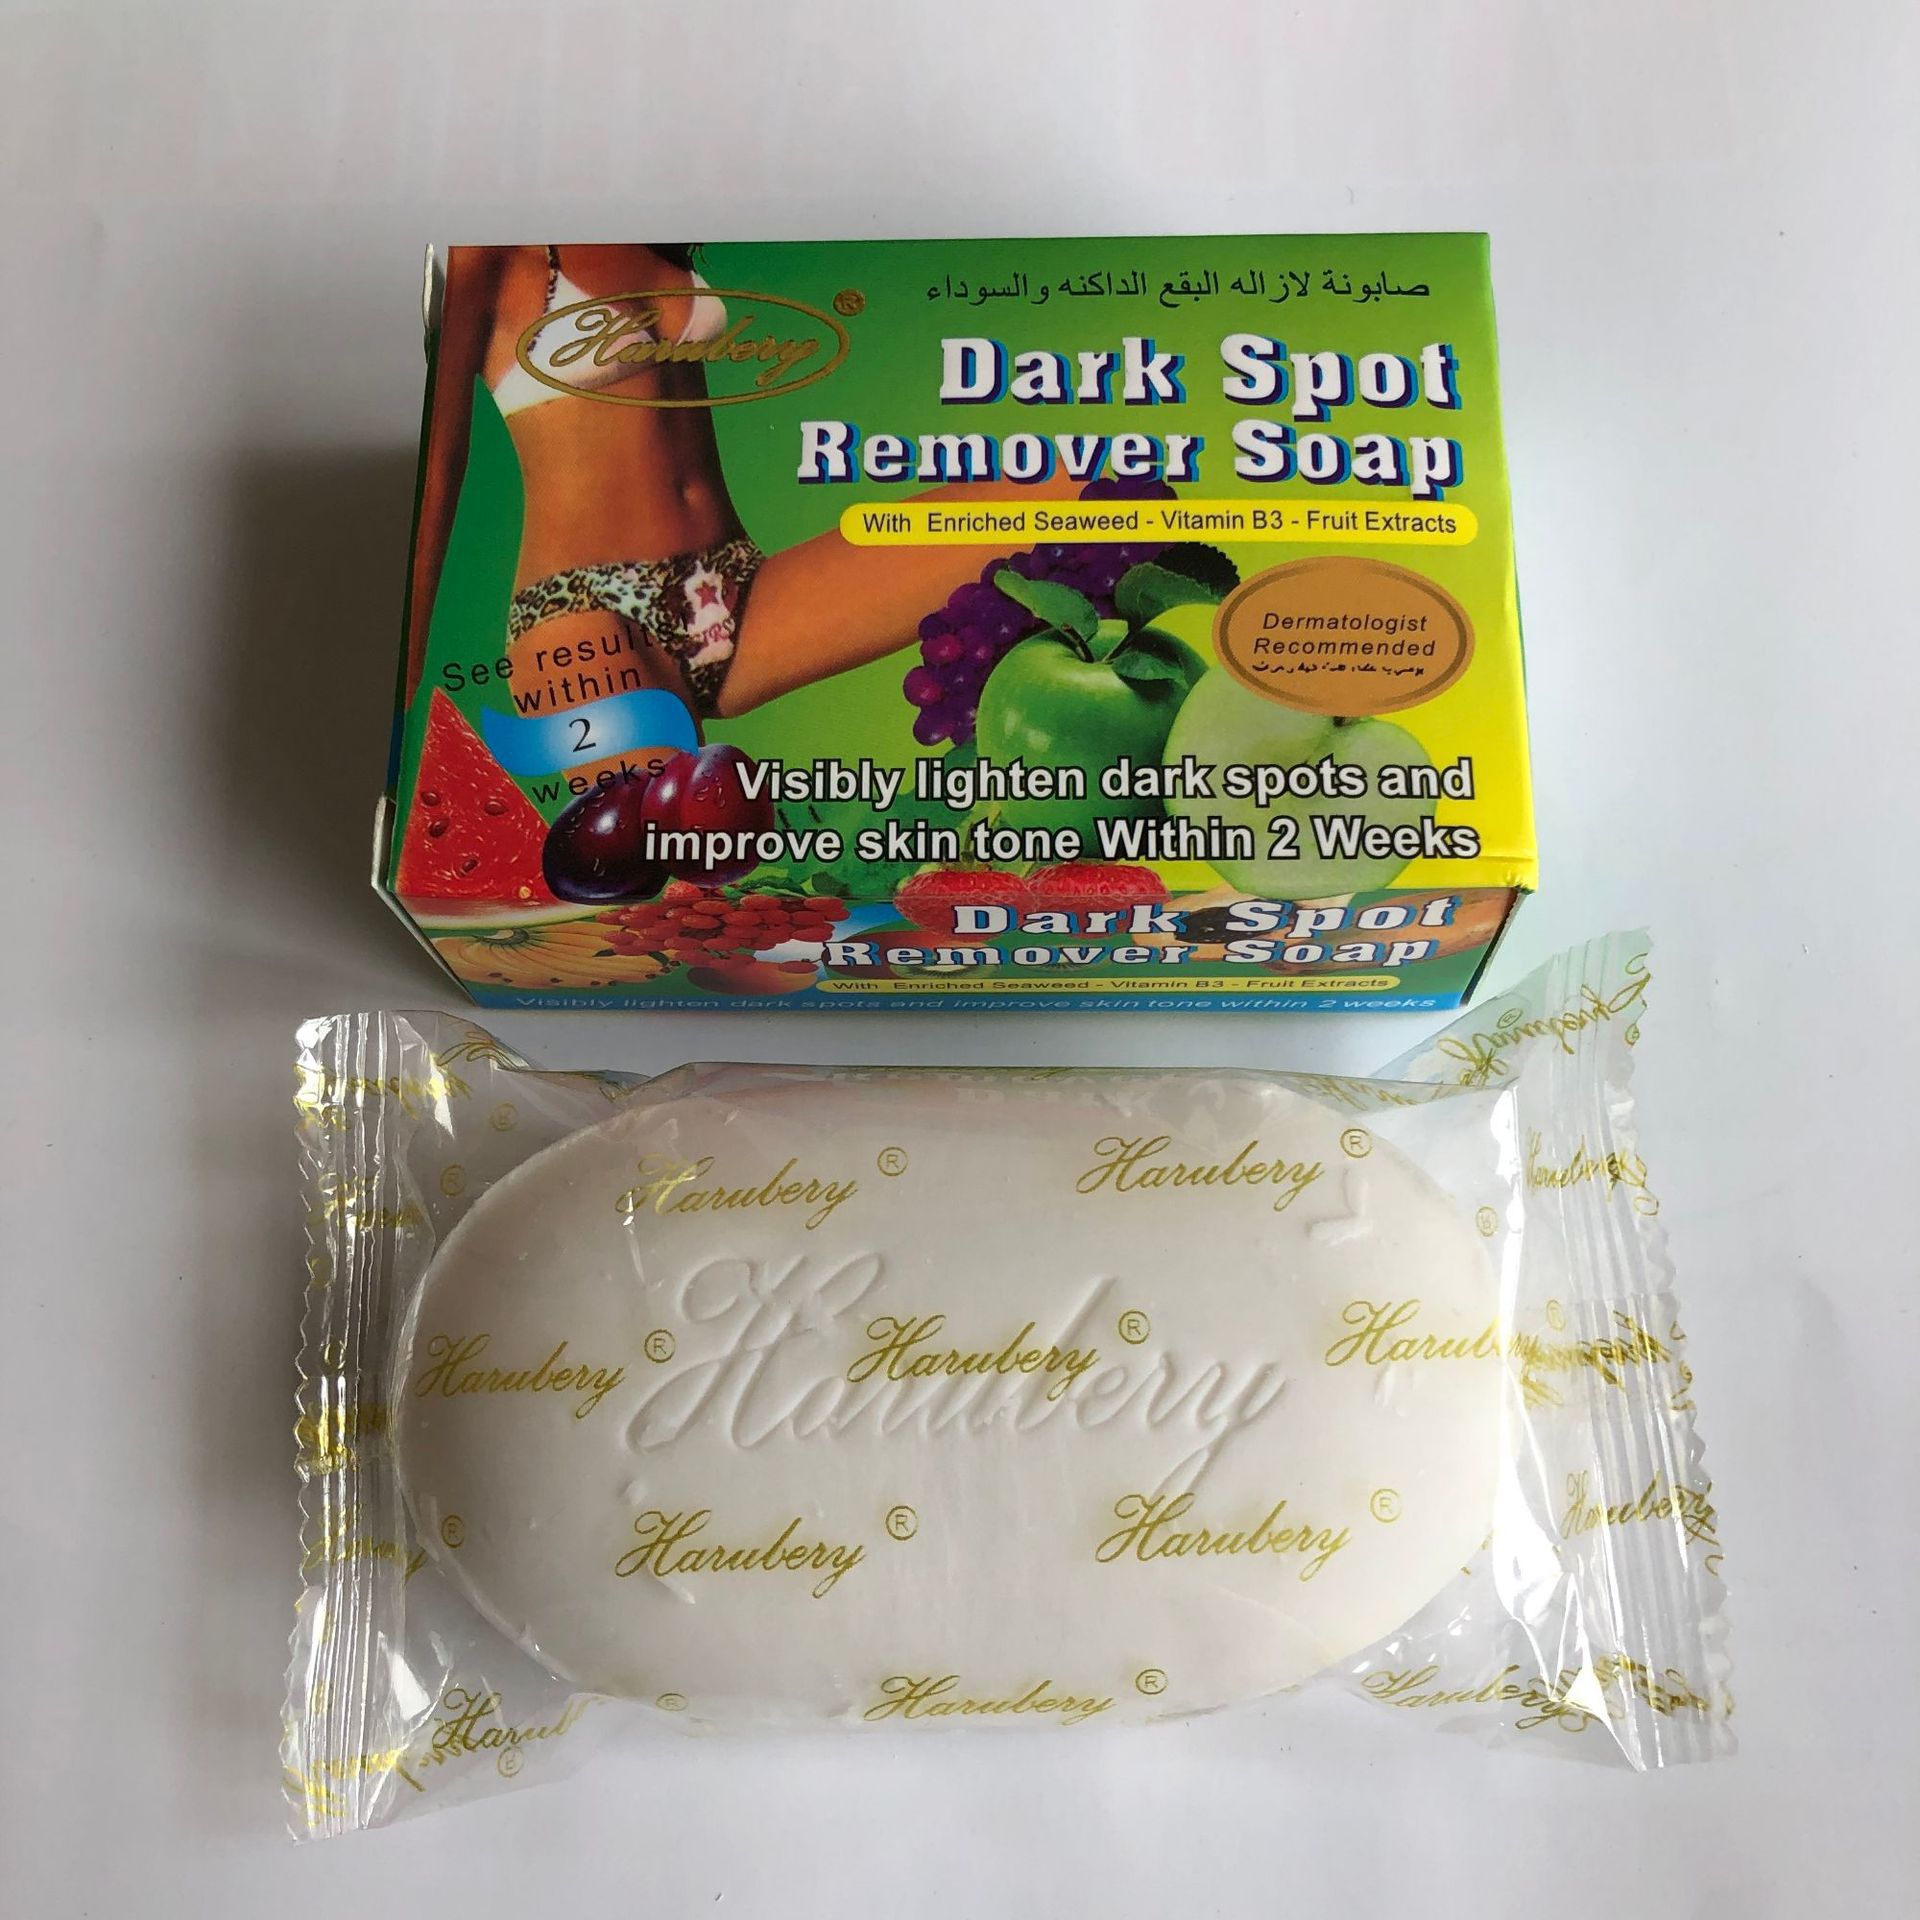 صابونة لازاله البقع الداكنه والسوداء
Harubery ®
Dark Spot
Remover Soap
With Enriched Seaweed - Vitamin B3 - Fruit Extracts
Dermatologist
Recommended
See result
within
2
weeks
Visibly lighten dark spots and
improve skin tone Within 2 Weeks
Dark Spot
Remover Soap
With Enriched Seaweed - Vitamin B3 - Fruit Extracts
Visibly lighten dark spots and improve skin tone within 2 weeks
Harubery ® Harubery ®
Harubery ® Harubery ® Harubery ®
Harubery
Harubery ® Harubery ®
Harubery
Harubery ®
Harubery